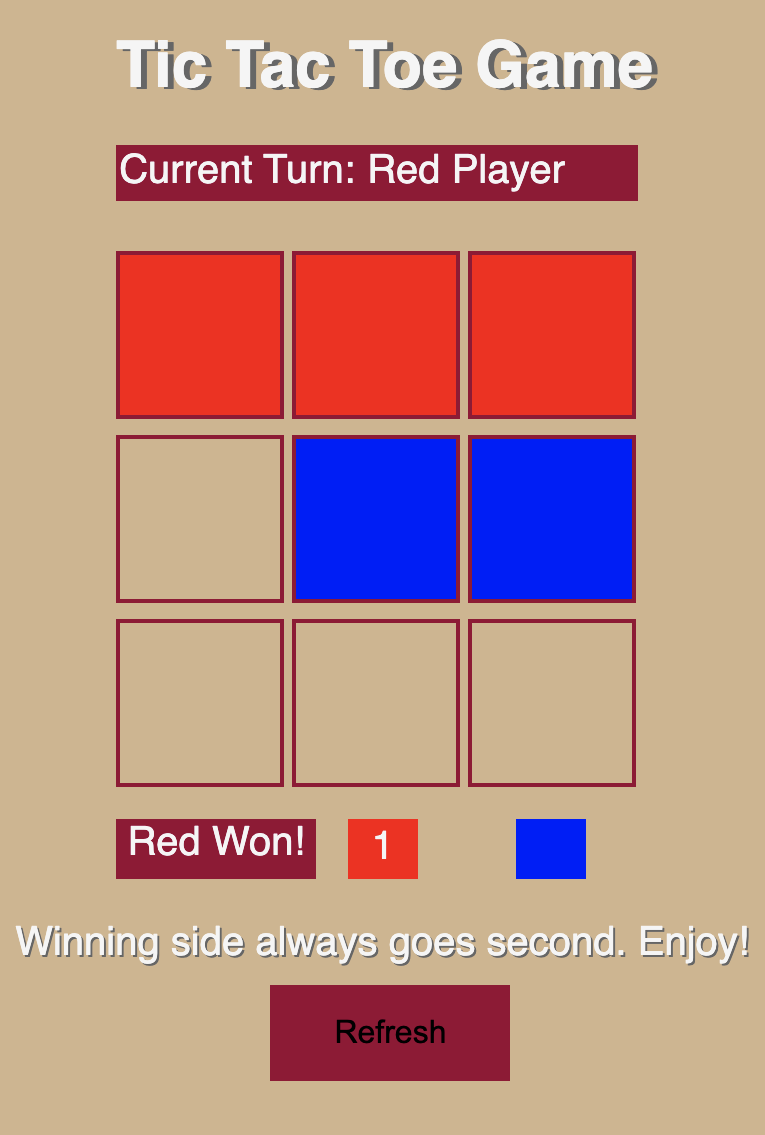 Tic Tac Toe Game
Current Turn: Red Player
Red Won! 1
Winning side always goes second. Enjoy!
Refresh